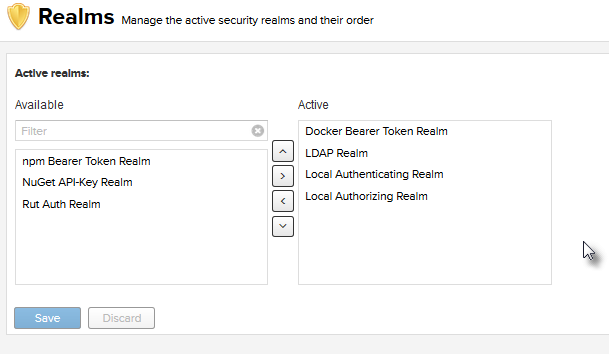 Realms Manage the active security realms and their order
Active realms:
Available
Active
Filter
npm Bearer Token Realm
NuGet API-Key Realm
Rut Auth Realm
Docker Bearer Token Realm
LDAP Realm
Local Authenticating Realm
Local Authorizing Realm
Save
Discard